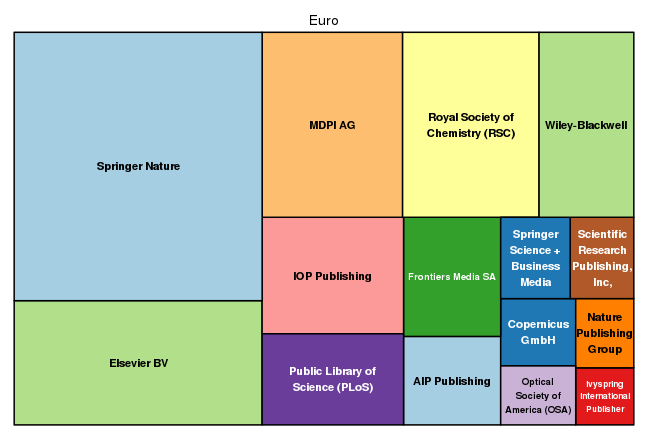 Euro
Springer Nature
MDPI AG
Royal Society of
Chemistry (RSC)
Wiley-Blackwell
IOP Publishing
Frontiers Media SA
Springer
Science +
Business
Media
Scientific
Research
Publishing,
Inc,
Elsevier BV
Public Library of
Science (PLoS)
AIP Publishing
Copernicus
GmbH
Nature
Publishing
Group
Optical
Society of
America (OSA)
Ivyspring
International
Publisher